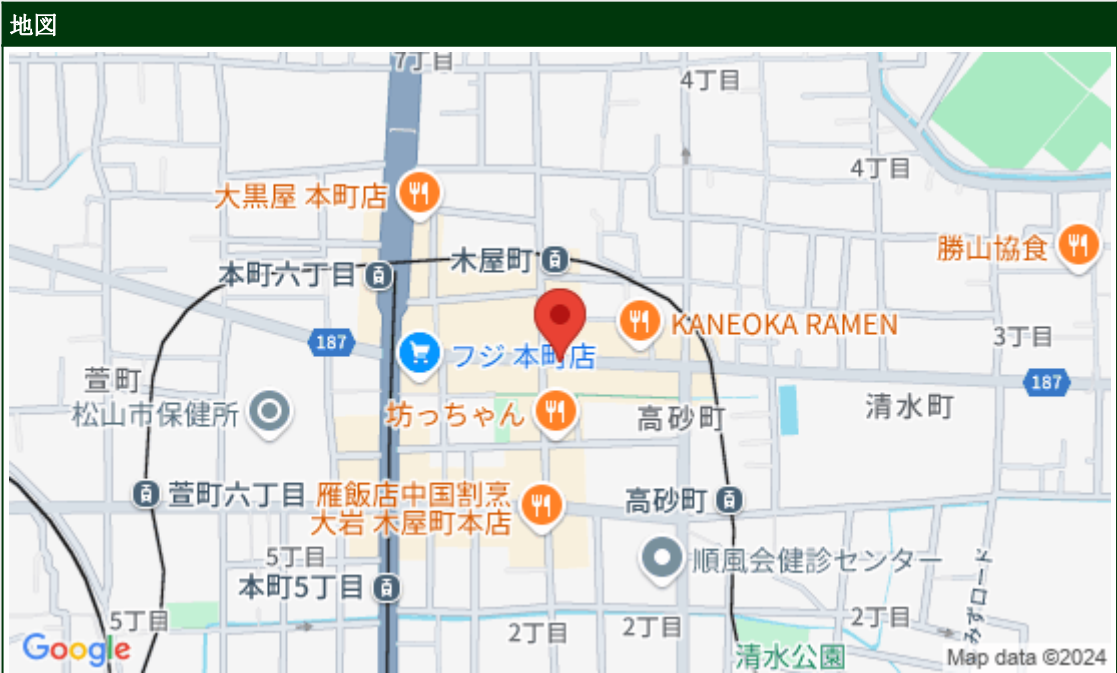 地図
7丁目
4丁目
4丁目
大黒屋 本町店
勝山協食
木屋町
本町六丁目
KANEOKA RAMEN
3丁目
187
フジ 本町店
187
萱町
清水町
松山市保健所
坊っちゃん
高砂町
萱町六丁目
雁飯店中国割烹
大岩 木屋町本店
高砂町
5丁目
順風会健診センター
本町5丁目
5丁目
2丁目
2丁目
2丁目
みずロード
清水公園
Google
Map data ©2024